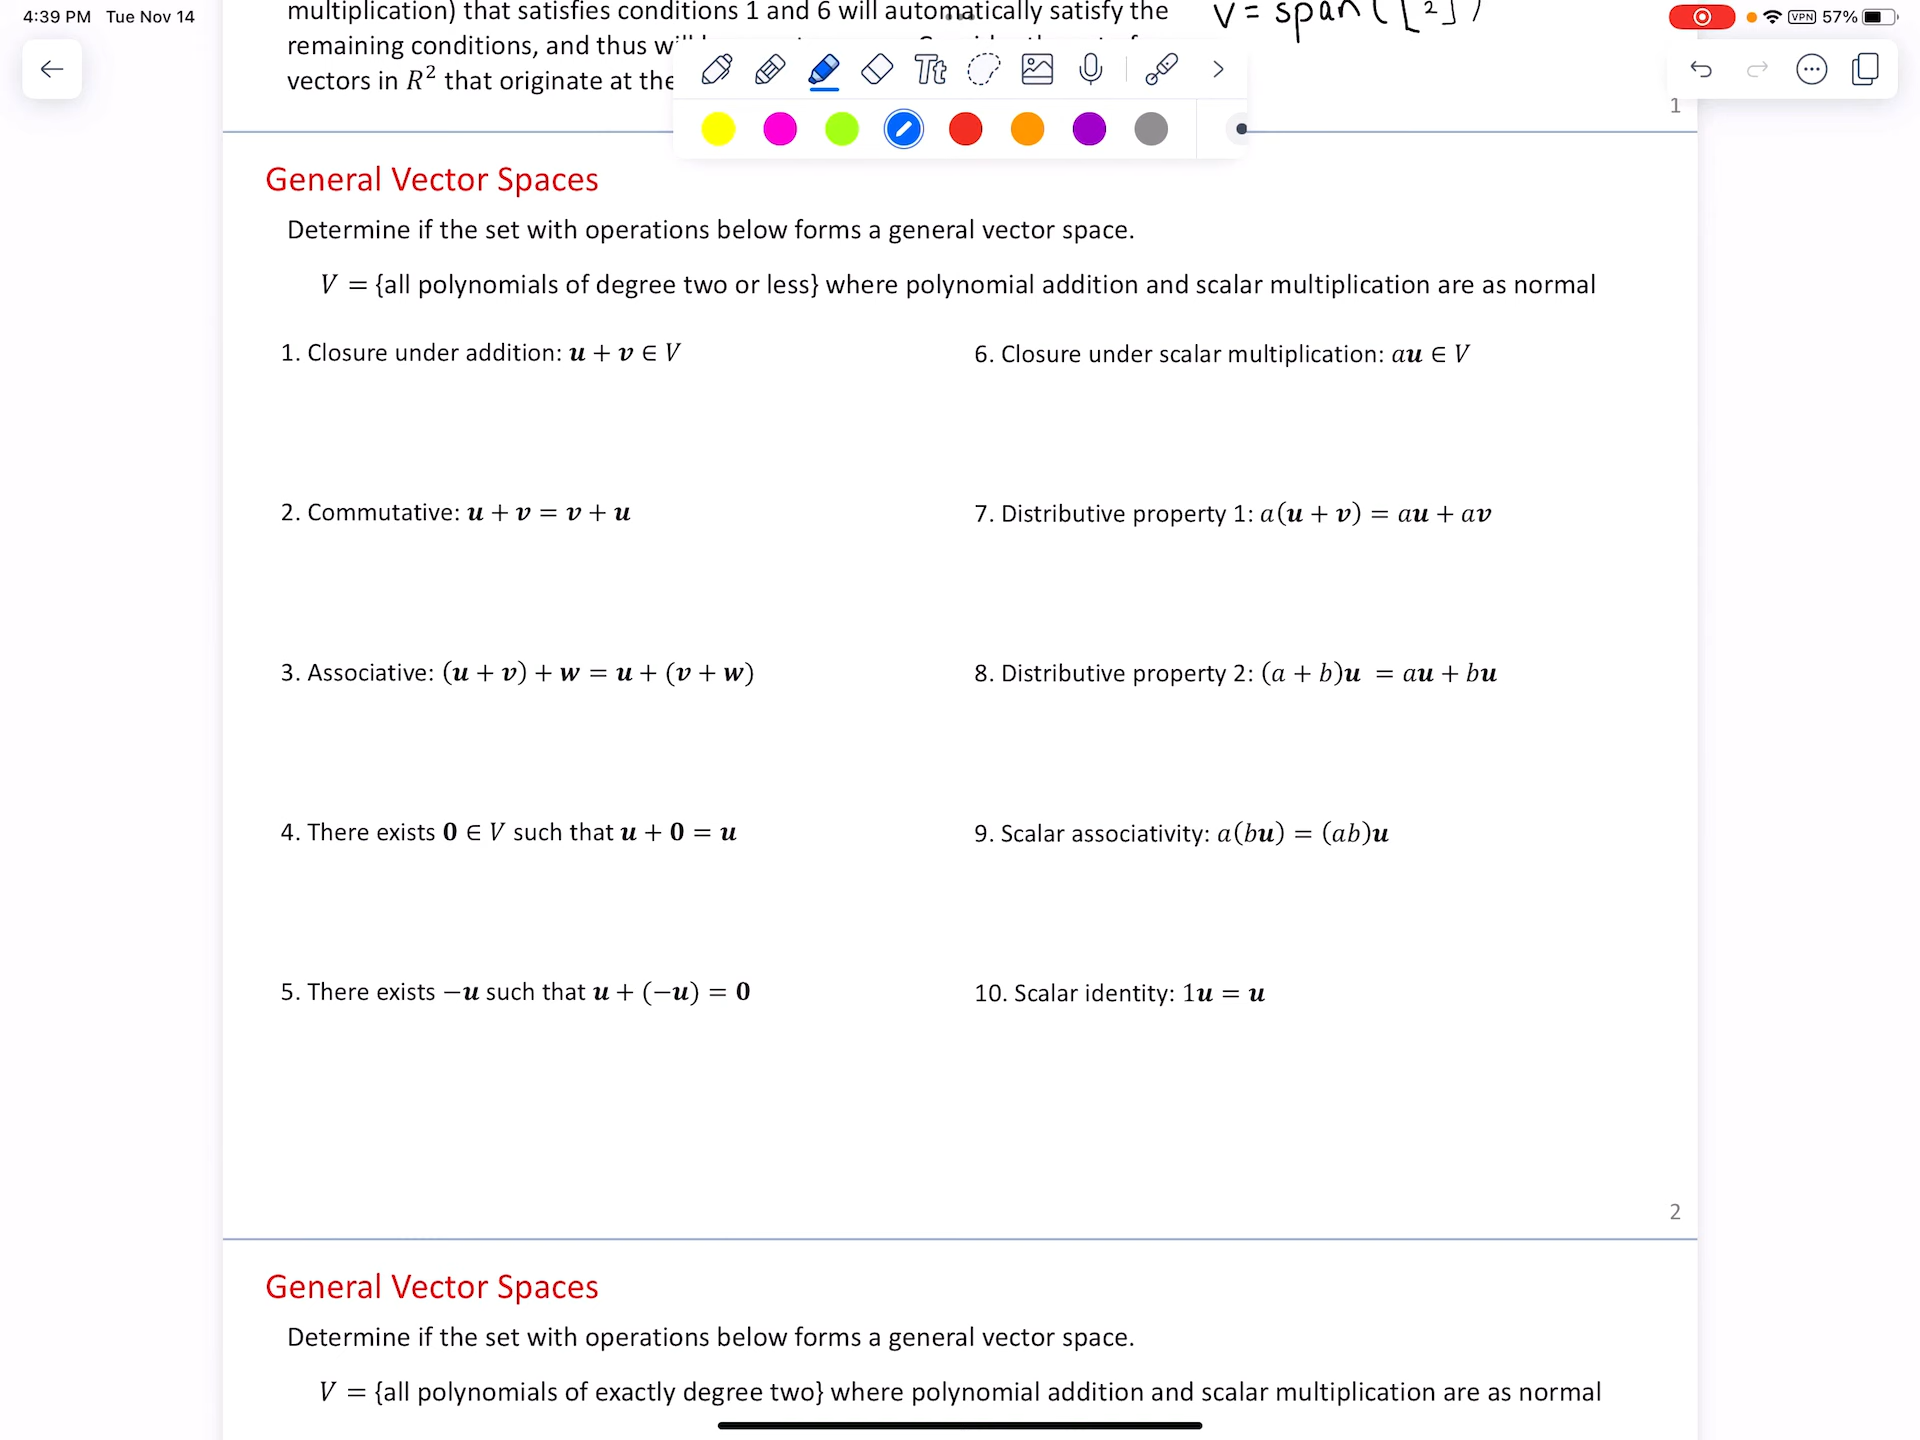 4:39 PM Tue Nov 14
VPN 57%
multiplication) that satisfies conditions 1 and 6 will automatically satisfy the
v = span([2])
remaining conditions, and thus
vectors in R² that originate at the
Tt
1
General Vector Spaces
Determine if the set with operations below forms a general vector space.
V = {all polynomials of degree two or less} where polynomial addition and scalar multiplication are as normal
1. Closure under addition: u + v ∈ V
6. Closure under scalar multiplication: au ∈ V
2. Commutative: u + v = v + u
7. Distributive property 1: a(u + v) = au + av
3. Associative: (u + v) + w = u + (v + w)
8. Distributive property 2: (a + b)u = au + bu
4. There exists 0 ∈ V such that u + 0 = u
9. Scalar associativity: a(bu) = (ab)u
5. There exists −u such that u + (−u) = 0
10. Scalar identity: 1u = u
2
General Vector Spaces
Determine if the set with operations below forms a general vector space.
V = {all polynomials of exactly degree two} where polynomial addition and scalar multiplication are as normal